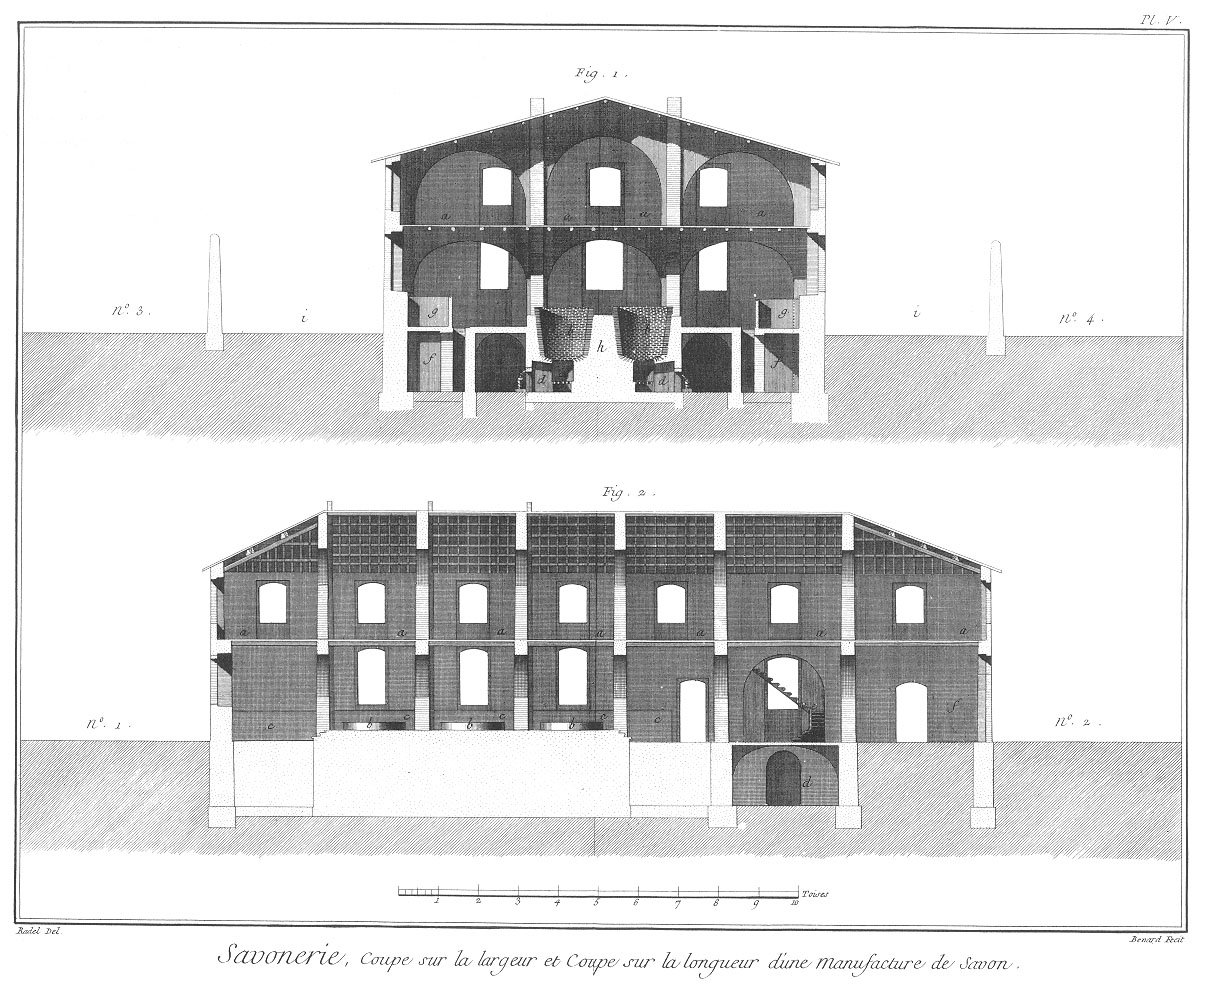 Pl. V.
Fig. 1.
a a a a
n.º 3. i g h h h g i n.º 4.
f d d f
Fig. 2.
a a a a a a a
n.º 1. e b c b c b c c f n.º 2.
d
1 2 3 4 5 6 7 8 9 10 Toises
Radel Del. Benard Fecit
Savonerie, Coupe sur la largeur et Coupe sur la longueur d'une Manufacture de Savon.